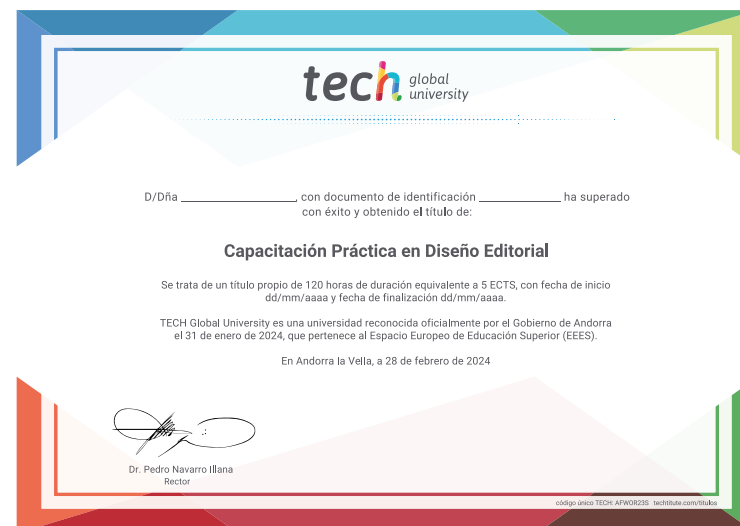 tech global
university
D/Dña ______________, con documento de identificación __________ ha superado
con éxito y obtenido el título de:
Capacitación Práctica en Diseño Editorial
Se trata de un título propio de 120 horas de duración equivalente a 5 ECTS, con fecha de inicio
dd/mm/aaaa y fecha de finalización dd/mm/aaaa.
TECH Global University es una universidad reconocida oficialmente por el Gobierno de Andorra
el 31 de enero de 2024, que pertenece al Espacio Europeo de Educación Superior (EEES).
En Andorra la Vella, a 28 de febrero de 2024
Dr. Pedro Navarro Illana
Rector
código único TECH: AFWOR23S techtitute.com/titulos